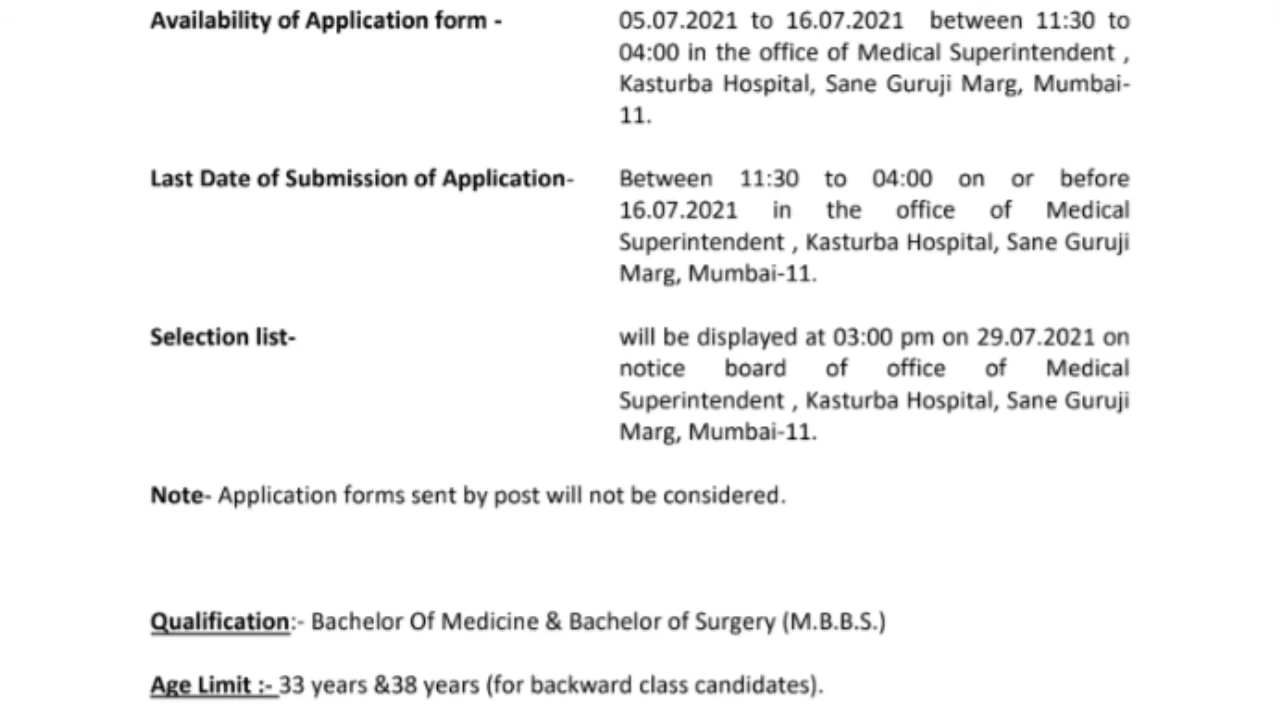 Availability of Application form - 05.07.2021 to 16.07.2021 between 11:30 to
04:00 in the office of Medical Superintendent ,
Kasturba Hospital, Sane Guruji Marg, Mumbai-
11.
Last Date of Submission of Application- Between 11:30 to 04:00 on or before
16.07.2021 in the office of Medical
Superintendent , Kasturba Hospital, Sane Guruji
Marg, Mumbai-11.
Selection list- will be displayed at 03:00 pm on 29.07.2021 on
notice board of office of Medical
Superintendent , Kasturba Hospital, Sane Guruji
Marg, Mumbai-11.
Note- Application forms sent by post will not be considered.
Qualification:- Bachelor Of Medicine & Bachelor of Surgery (M.B.B.S.)
Age Limit :- 33 years &38 years (for backward class candidates).